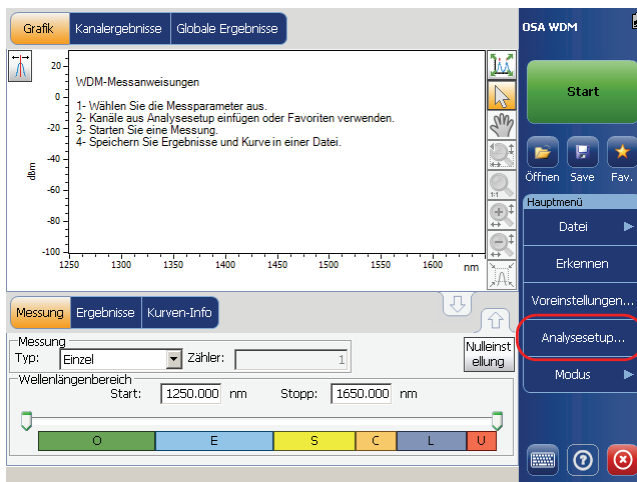 Grafik
Kanalergebnisse
Globale Ergebnisse
OSA WDM
20
0
-20
-40
-60
-80
-100
dBm
WDM-Messanweisungen
1- Wählen Sie die Messparameter aus.
2- Kanäle aus Analysesetup einfügen oder Favoriten verwenden.
3- Starten Sie eine Messung.
4- Speichern Sie Ergebnisse und Kurve in einer Datei.
1250 1300 1350 1400 1450 1500 1550 1600 nm
1:1
Start
Öffnen Save Fav.
Hauptmenü
Datei
Erkennen
Voreinstellungen...
Analysesetup...
Modus
Messung Ergebnisse Kurven-Info
Messung
Typ: Einzel Zähler: 1
Nulleinst
ellung
Wellenlängenbereich
Start: 1250.000 nm Stopp: 1650.000 nm
O E S C L U
?